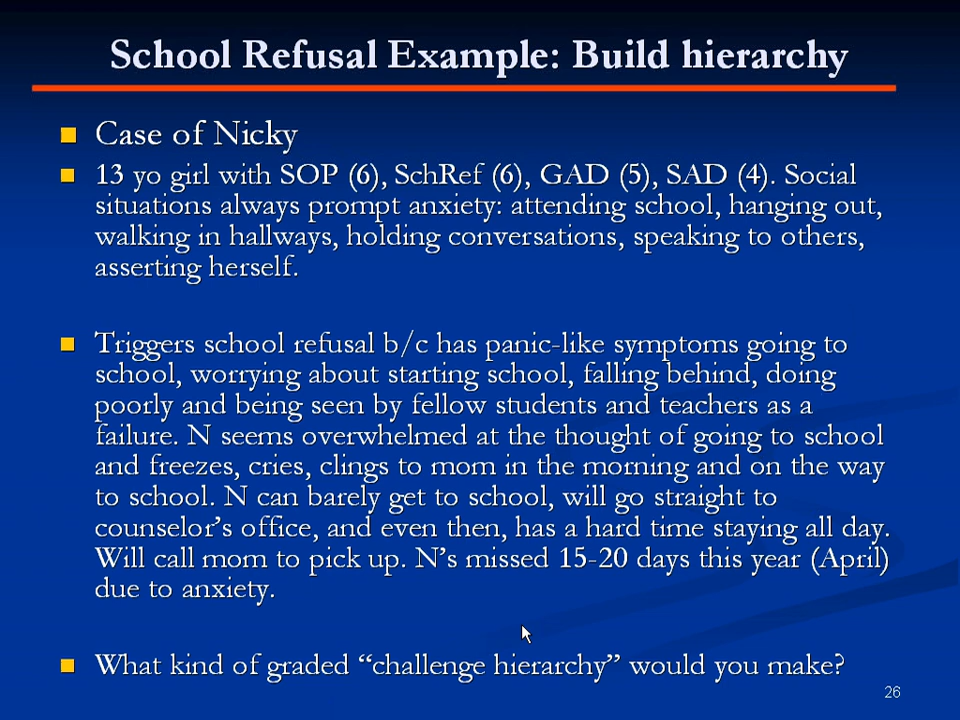 School Refusal Example: Build hierarchy
Case of Nicky
13 yo girl with SOP (6), SchRef (6), GAD (5), SAD (4). Social
situations always prompt anxiety: attending school, hanging out,
walking in hallways, holding conversations, speaking to others,
asserting herself.
Triggers school refusal b/c has panic-like symptoms going to
school, worrying about starting school, falling behind, doing
poorly and being seen by fellow students and teachers as a
failure. N seems overwhelmed at the thought of going to school
and freezes, cries, clings to mom in the morning and on the way
to school. N can barely get to school, will go straight to
counselor's office, and even then, has a hard time staying all day.
Will call mom to pick up. N's missed 15-20 days this year (April)
due to anxiety.
What kind of graded “challenge hierarchy” would you make?
26